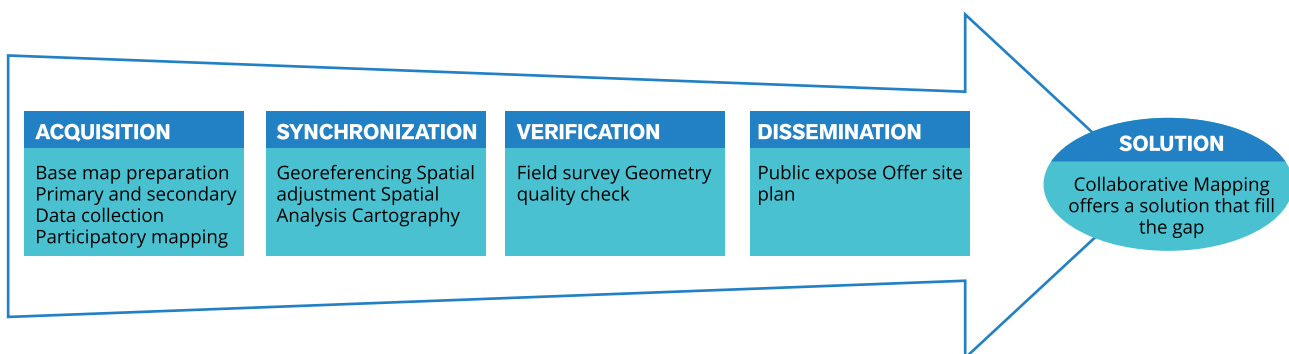 ACQUISITION
Base map preparation
Primary and secondary
Data collection
Participatory mapping
SYNCHRONIZATION
Georeferencing Spatial
adjustment Spatial
Analysis Cartography
VERIFICATION
Field survey Geometry
quality check
DISSEMINATION
Public expose Offer site
plan
SOLUTION
Collaborative Mapping
offers a solution that fill
the gap